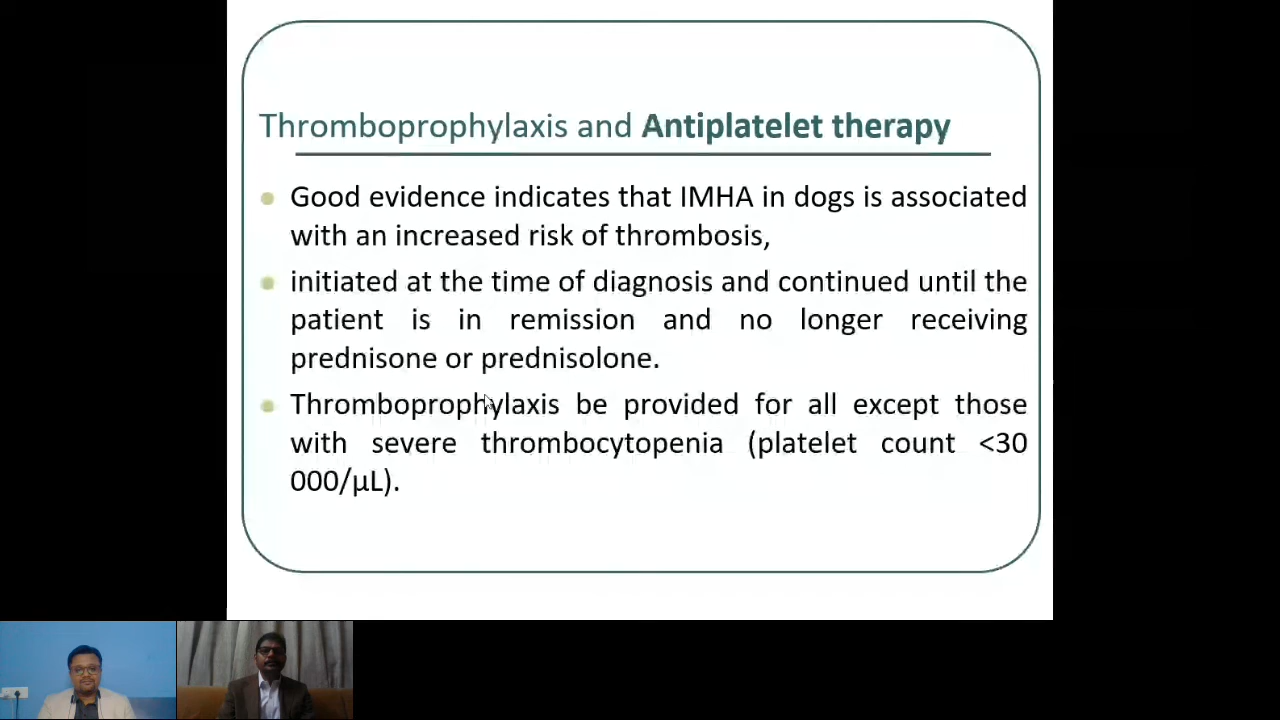 Thromboprophylaxis and Antiplatelet therapy
Good evidence indicates that IMHA in dogs is associated
with an increased risk of thrombosis,
initiated at the time of diagnosis and continued until the
patient is in remission and no longer receiving
prednisone or prednisolone.
Thromboprophylaxis be provided for all except those
with severe thrombocytopenia (platelet count <30
000/μL).